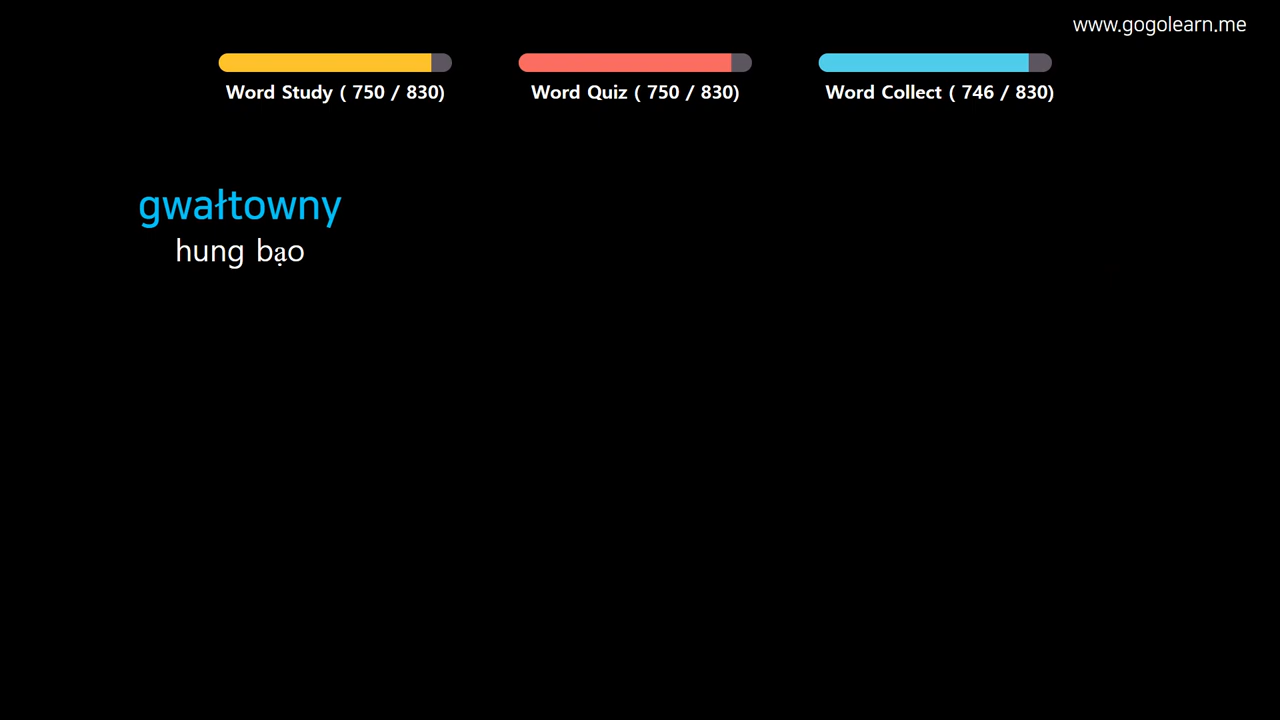 www.gogolearn.me
Word Study ( 750 / 830)
Word Quiz ( 750 / 830)
Word Collect ( 746 / 830)
gwałtowny
hung bạo